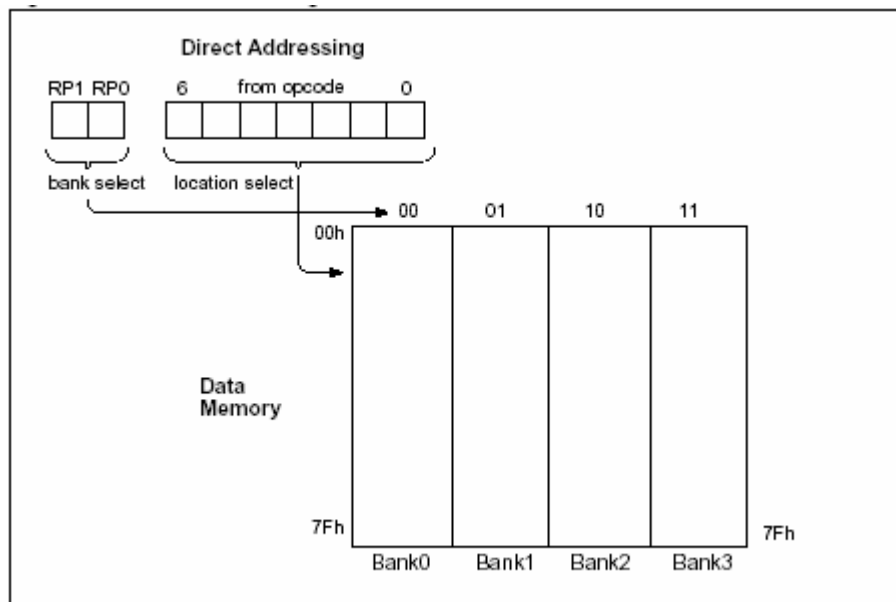 Direct Addressing
RP1 RP0 6 from opcode 0
bank select location select
00 01 10 11
00h
Data
Memory
7Fh 7Fh
Bank0 Bank1 Bank2 Bank3